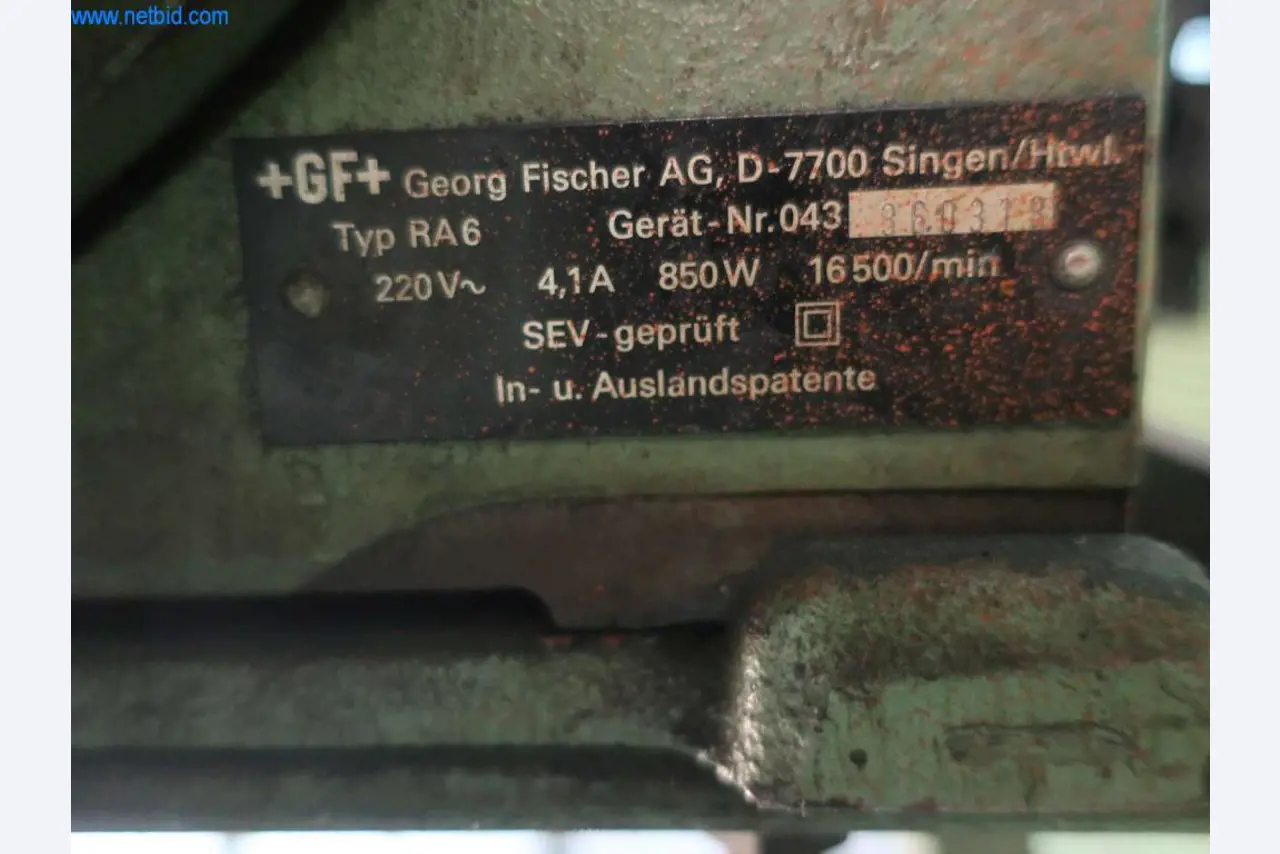 www.netbid.com
+GF+ Georg Fischer AG, D-7700 Singen/Htwl.
Typ RA6 Gerät-Nr. 043
220V~ 4,1A 850W 16500/min
SEV-geprüft
In- u. Auslandspatente